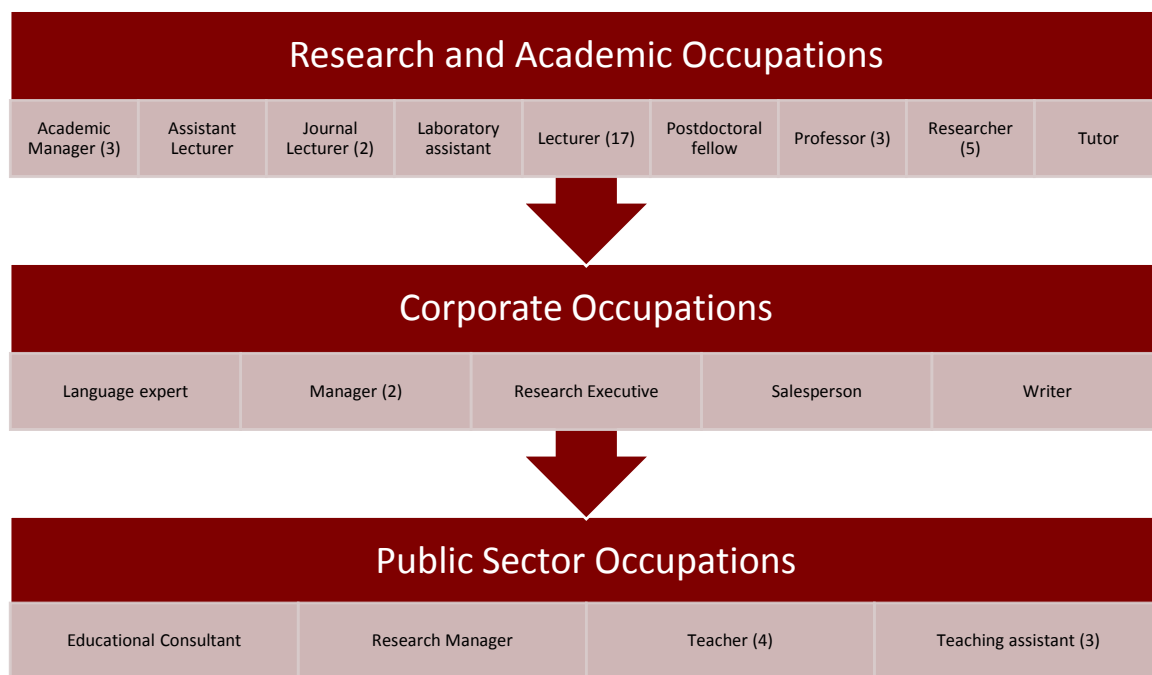 Research and Academic Occupations
Academic
Manager (3)
Assistant
Lecturer
Journal
Lecturer (2)
Laboratory
assistant
Lecturer (17)
Postdoctoral
fellow
Professor (3)
Researcher
(5)
Tutor
Corporate Occupations
Language expert
Manager (2)
Research Executive
Salesperson
Writer
Public Sector Occupations
Educational Consultant
Research Manager
Teacher (4)
Teaching assistant (3)